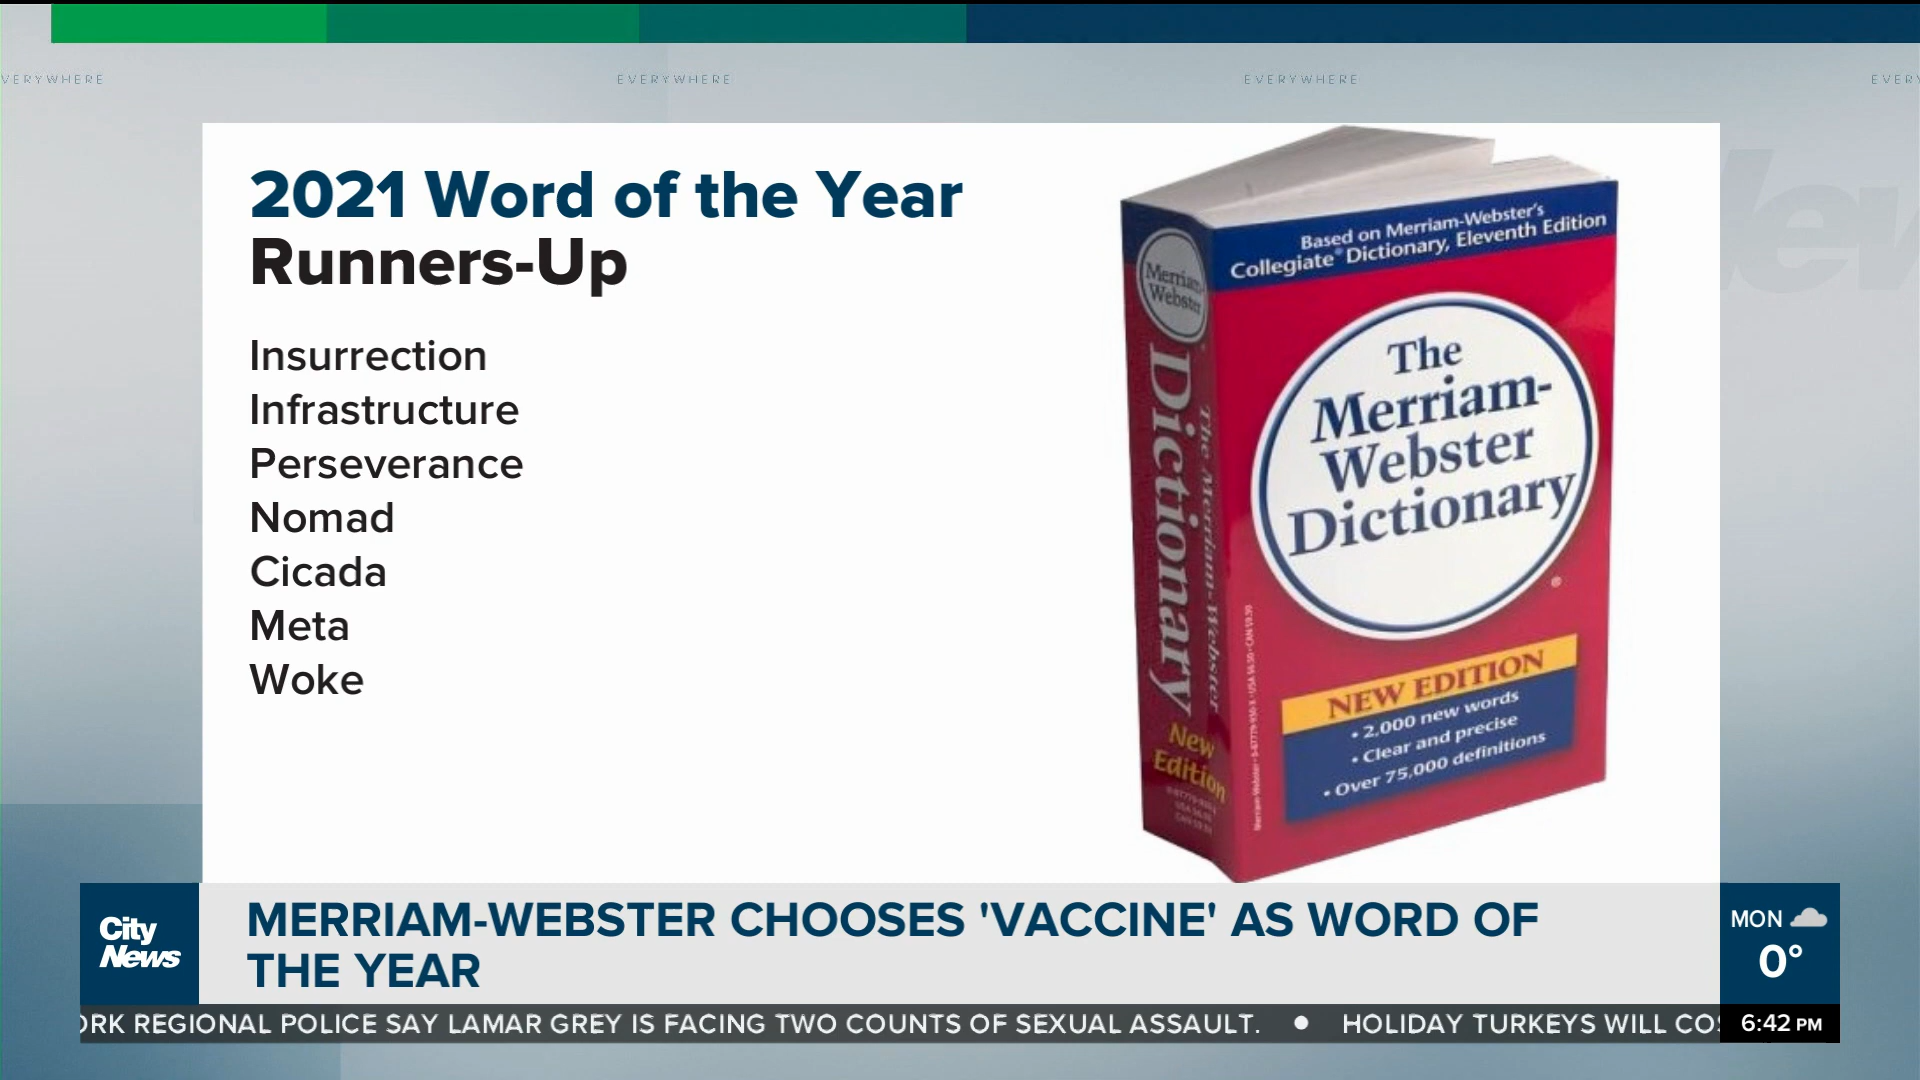 VERYWHERE
EVERYWHERE
EVERYWHERE
EVERY
2021 Word of the Year
Runners-Up
Insurrection
Infrastructure
Perseverance
Nomad
Cicada
Meta
Woke
Based on Merriam-Webster's
Collegiate® Dictionary, Eleventh Edition
Merriam-
Webster
Dictionary
The Merriam-Webster
New
Edition
The
Merriam-
Webster
Dictionary
®
NEW EDITION
• 2,000 new words
• Clear and precise
• Over 75,000 definitions
City
News
MERRIAM-WEBSTER CHOOSES 'VACCINE' AS WORD OF
THE YEAR
MON
0°
ORK REGIONAL POLICE SAY LAMAR GREY IS FACING TWO COUNTS OF SEXUAL ASSAULT. • HOLIDAY TURKEYS WILL COS
6:42 PM